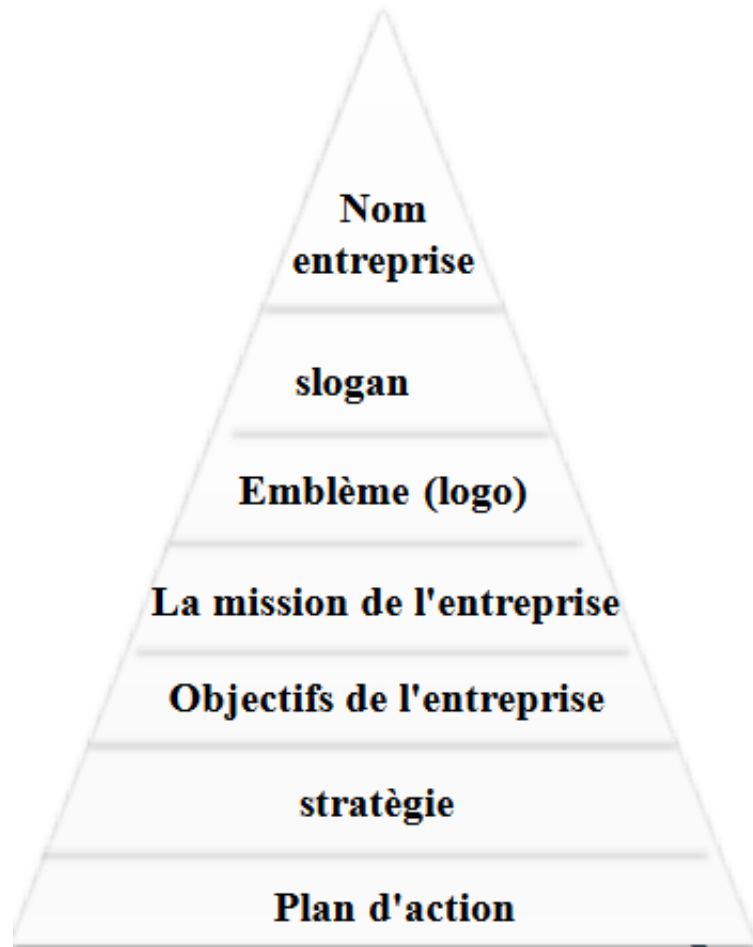 Nom
entreprise
slogan
Emblème (logo)
La mission de l'entreprise
Objectifs de l'entreprise
stratègie
Plan d'action